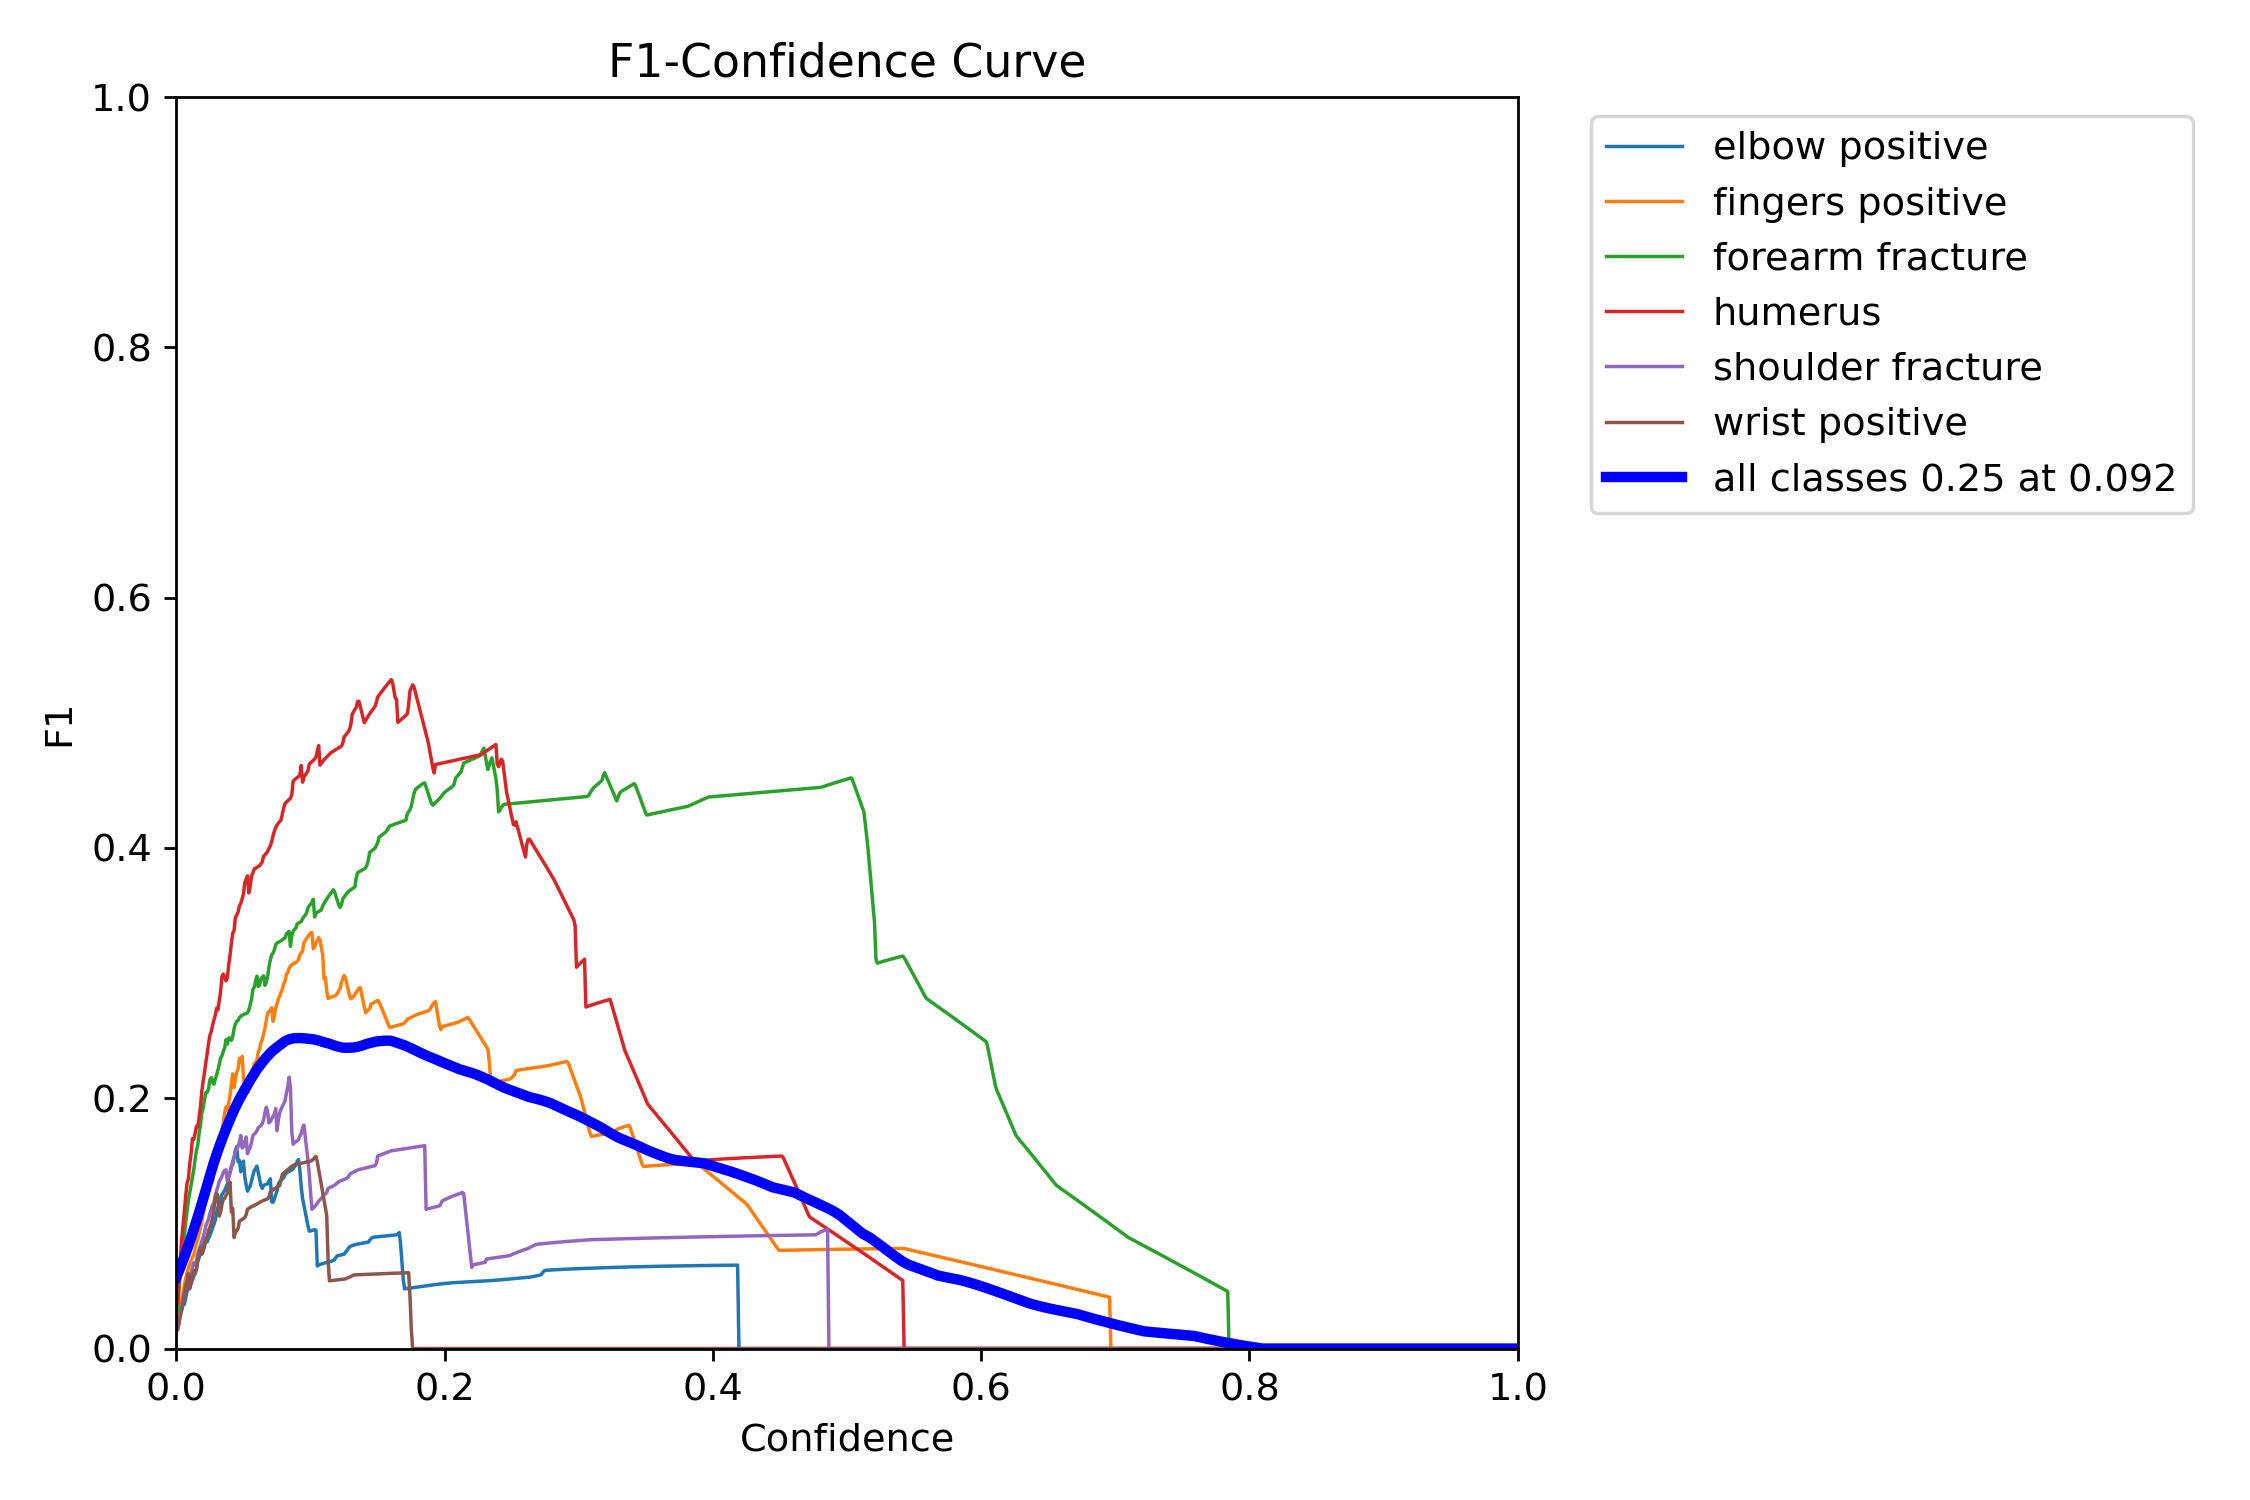 F1-Confidence Curve
1.0
0.8
0.6
0.4
0.2
0.0
F1
0.0 0.2 0.4 0.6 0.8 1.0
Confidence
elbow positive
fingers positive
forearm fracture
humerus
shoulder fracture
wrist positive
all classes 0.25 at 0.092